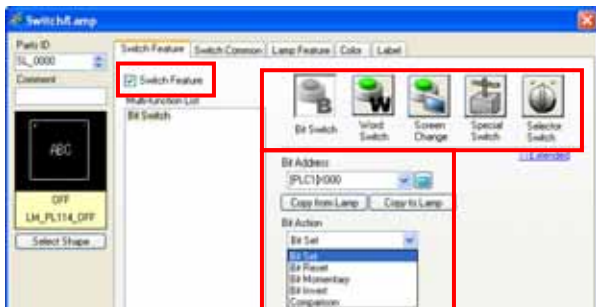 Switch/Lamp
Parts ID
SL_0000
Comment
Switch Feature
Switch Common
Lamp Feature
Color
Label
Switch Feature
Multi-function List
Bit Switch
ABC
OFF
LM_PL114_OFF
Select Shape
Bit Switch
Word Switch
Screen Change
Special Switch
Selector Switch
Extended
Bit Address
[PLC1]X000
Copy from Lamp
Copy to Lamp
Bit Action
Bit Set
Bit Set
Bit Reset
Bit Momentary
Bit Invert
Comparison